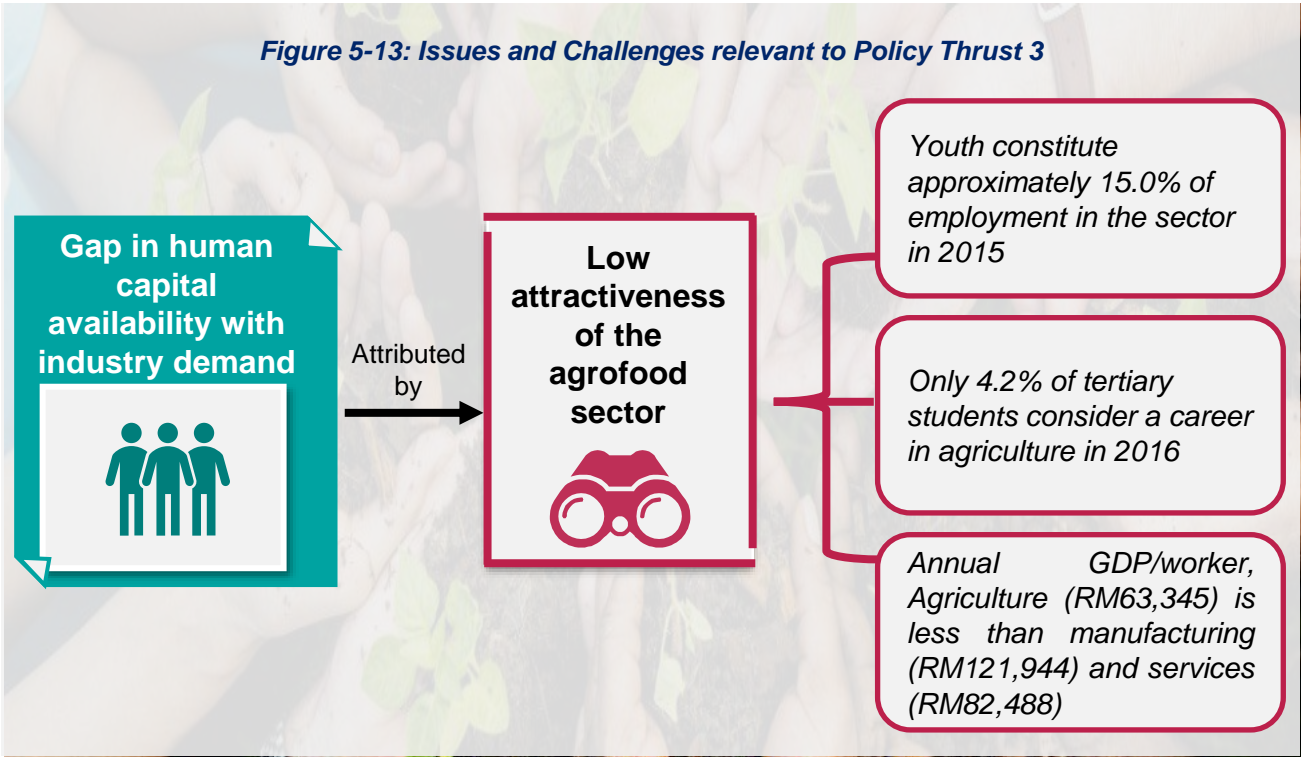 Figure 5-13: Issues and Challenges relevant to Policy Thrust 3
Gap in human
capital
availability with
industry demand
Attributed
by
Low
attractiveness
of the
agrofood
sector
Youth constitute
approximately 15.0% of
employment in the sector
in 2015
Only 4.2% of tertiary
students consider a career
in agriculture in 2016
Annual GDP/worker,
Agriculture (RM63,345) is
less than manufacturing
(RM121,944) and services
(RM82,488)